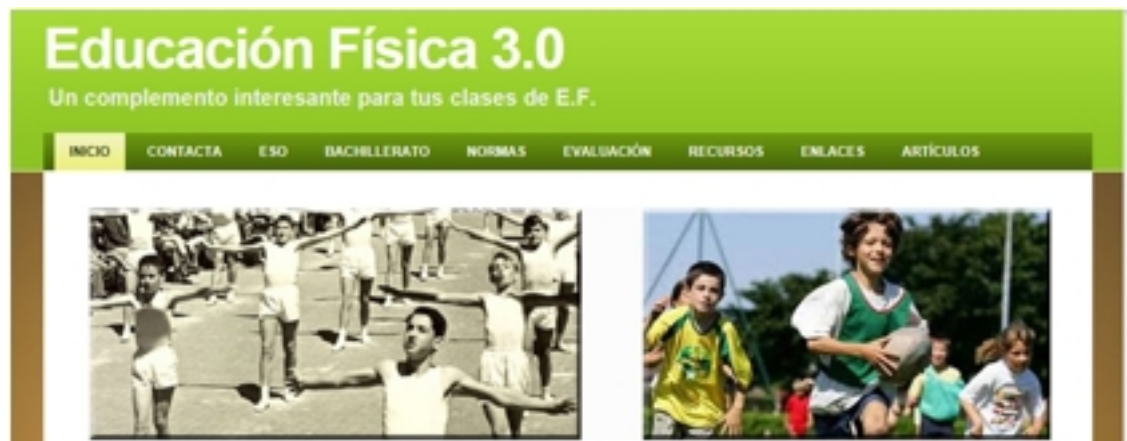 Educación Física 3.0
Un complemento interesante para tus clases de E.F.
INICIO CONTACTA ESO BACHILLERATO NORMAS EVALUACIÓN RECURSOS ENLACES ARTÍCULOS